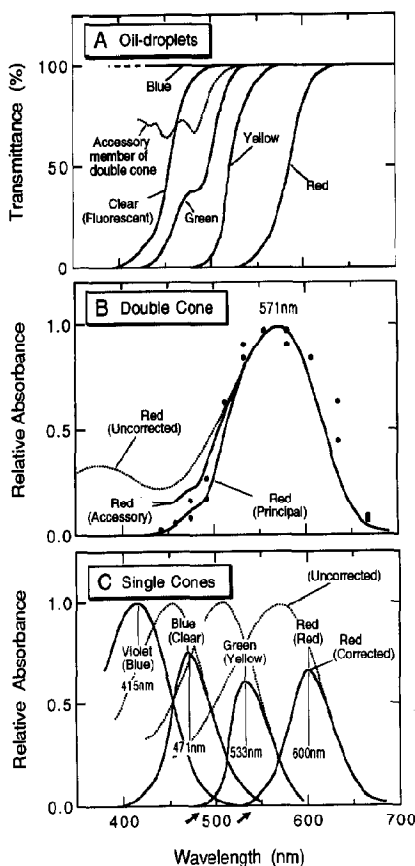 A Oil-droplets
Transmittance (%)
100
50
0
Blue
Accessory
member of
double cone
Clear
(Fluorescent)
Green
Yellow
Red
B Double Cone
571nm
Relative Absorbance
1.0
0.5
0.0
Red
(Uncorrected)
Red
(Accessory)
Red
(Principal)
C Single Cones
(Uncorrected)
Relative Absorbance
1.0
0.5
0.0
Violet
(Blue)
415nm
Blue
(Clear)
471nm
Green
(Yellow)
533nm
Red
(Red)
Red
(Corrected)
600nm
400 500 600 700
Wavelength (nm)